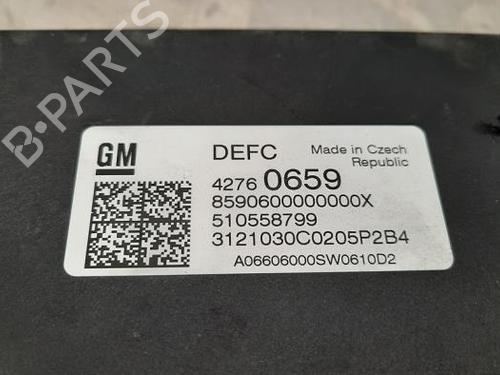 B-PARTS
GM
DEFC
Made in Czech
Republic
4276 0659
8590600000000X
510558799
3121030C0205P2B4
A06606000SW0610D2